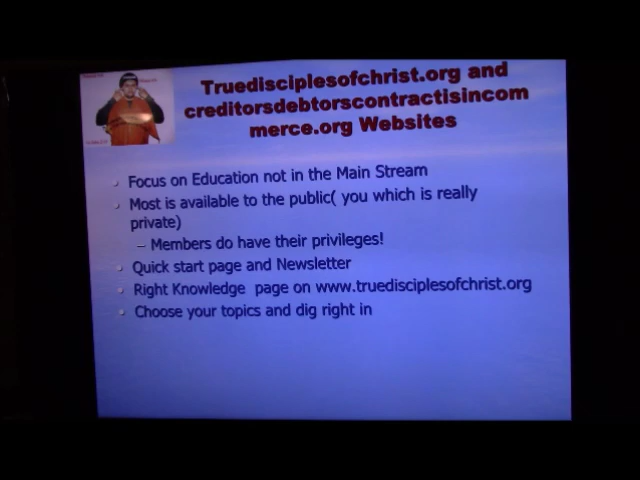 Truedisciplesofchrist.org and
creditorsdebtorscontractisincom
merce.org Websites
Focus on Education not in the Main Stream
Most is available to the public( you which is really
private)
– Members do have their privileges!
Quick start page and Newsletter
Right Knowledge page on www.truedisciplesofchrist.org
Choose your topics and dig right in